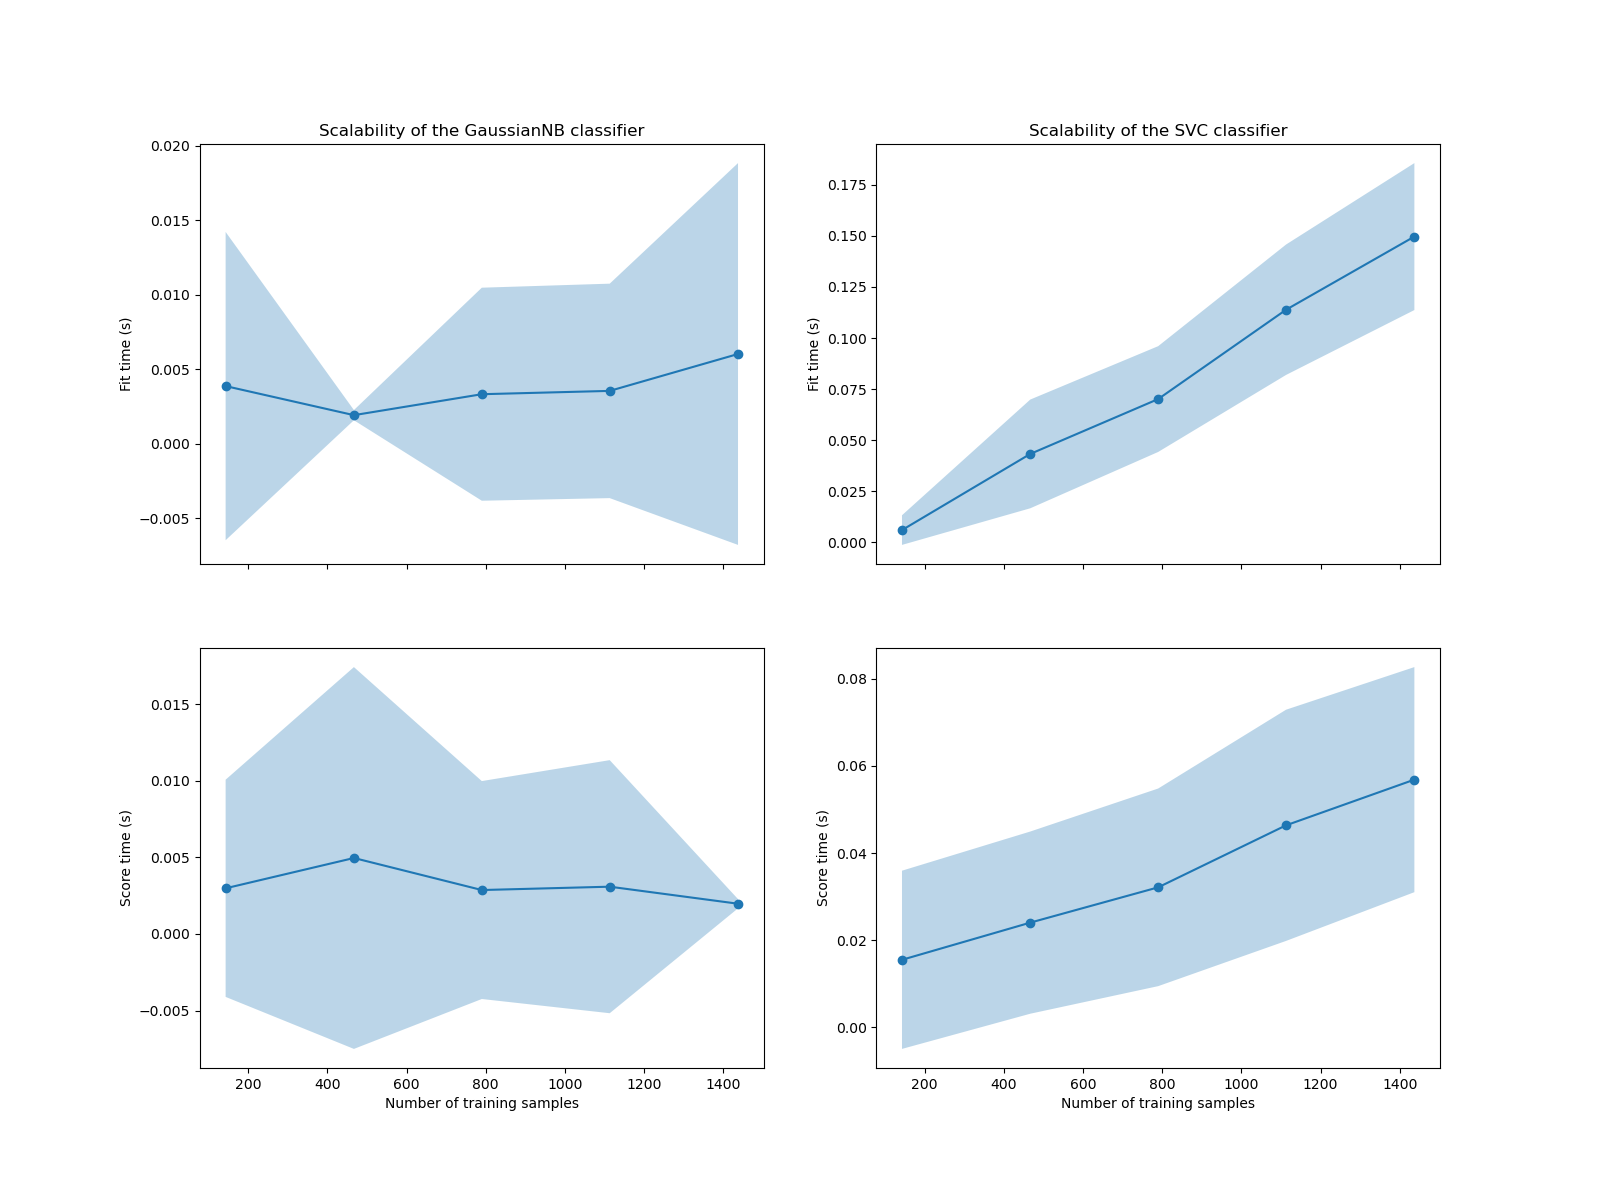 Scalability of the GaussianNB classifier
0.020
0.015
0.010
0.005
0.000
−0.005
Fit time (s)
Scalability of the SVC classifier
0.175
0.150
0.125
0.100
0.075
0.050
0.025
0.000
Fit time (s)
0.015
0.010
0.005
0.000
−0.005
Score time (s)
200 400 600 800 1000 1200 1400
Number of training samples
0.08
0.06
0.04
0.02
0.00
Score time (s)
200 400 600 800 1000 1200 1400
Number of training samples